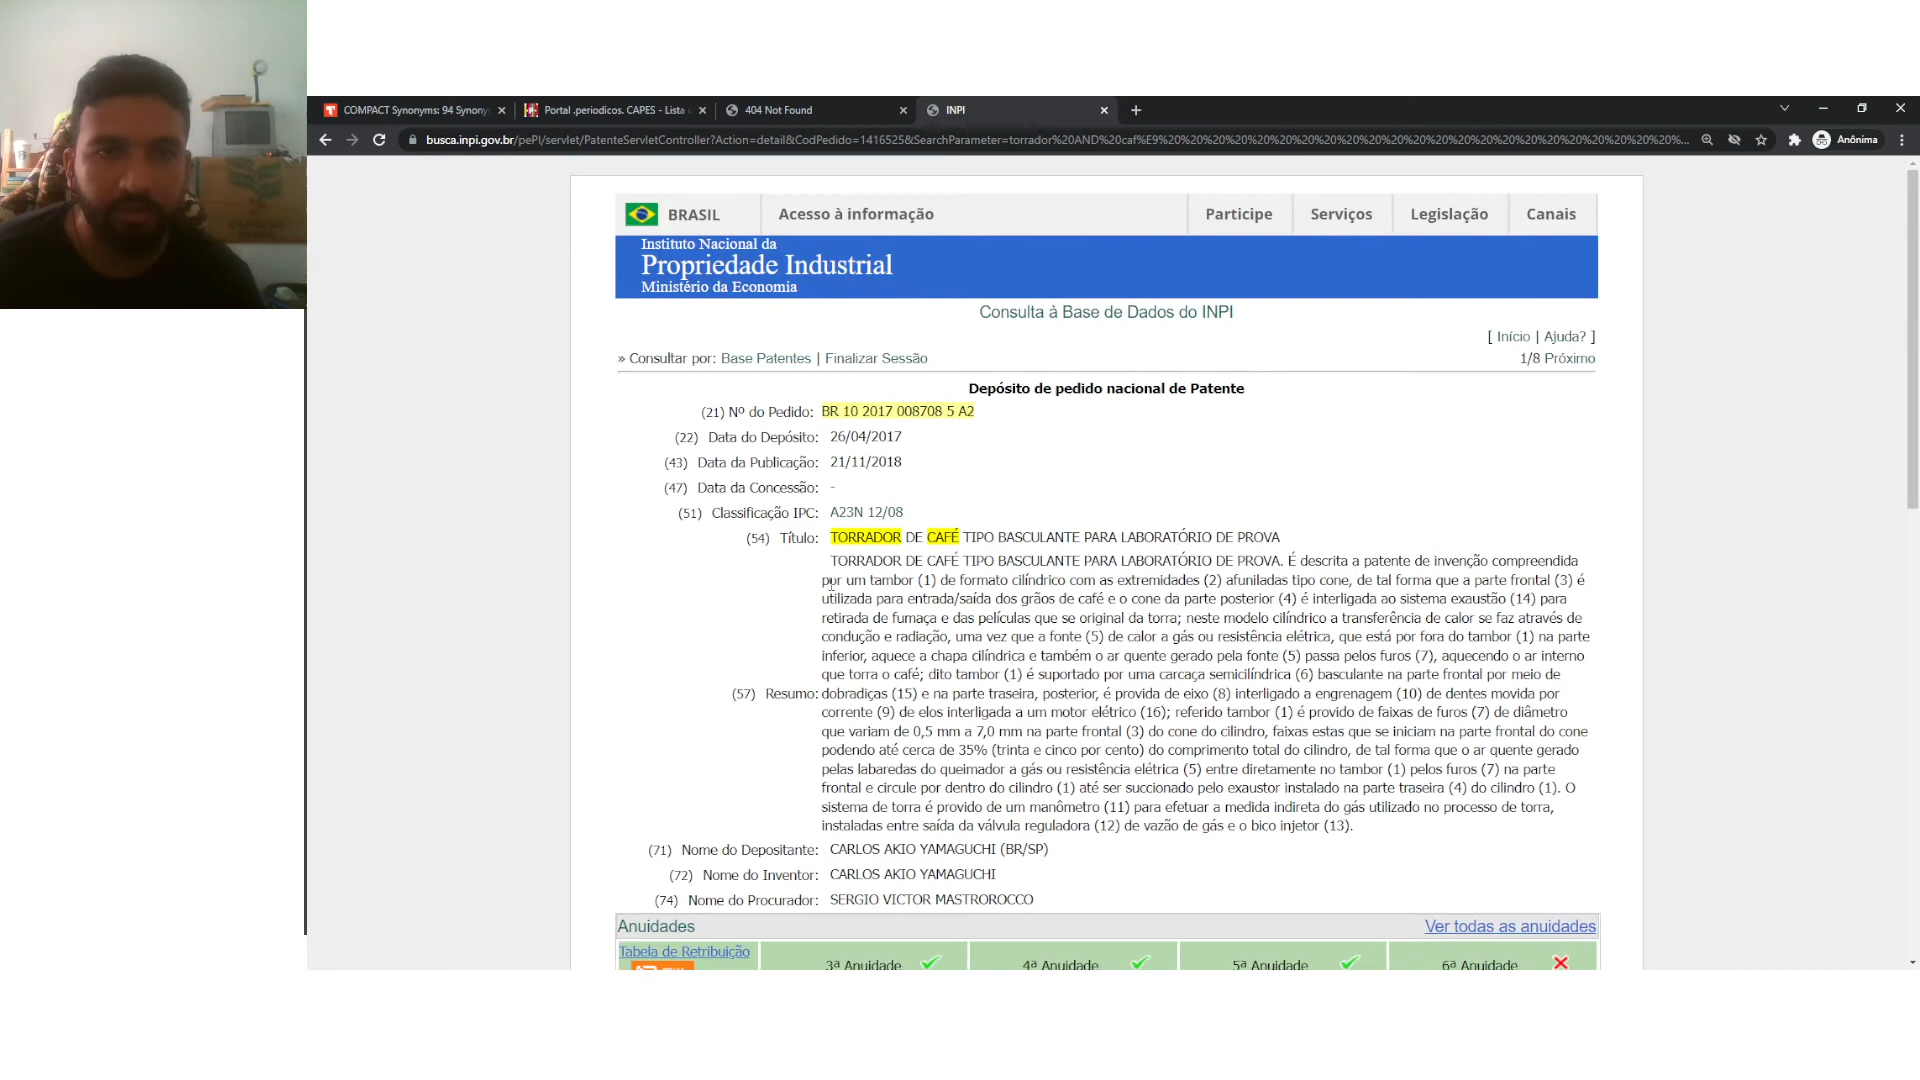 COMPACT Synonyms: 94 Synony
Portal .periodicos. CAPES - Lista
404 Not Found
INPI
busca.inpi.gov.br/pePI/servlet/PatenteServletController?Action=detail&CodPedido=1416525&SearchParameter=torrador%20AND%20caf%E9%20%20%20%20%20%20%20%20%20%20%20%20%20%20%20%20%20%20%20%20%20%20%20%20%20%20%20%20%...
Anônima
BRASIL
Acesso à informação
Participe
Serviços
Legislação
Canais
Instituto Nacional da
Propriedade Industrial
Ministério da Economia
Consulta à Base de Dados do INPI
[ Início | Ajuda? ]
» Consultar por: Base Patentes | Finalizar Sessão
1/8 Próximo
Depósito de pedido nacional de Patente
(21) Nº do Pedido: BR 10 2017 008708 5 A2
(22) Data do Depósito: 26/04/2017
(43) Data da Publicação: 21/11/2018
(47) Data da Concessão: -
(51) Classificação IPC: A23N 12/08
(54) Título: TORRADOR DE CAFÉ TIPO BASCULANTE PARA LABORATÓRIO DE PROVA
TORRADOR DE CAFÉ TIPO BASCULANTE PARA LABORATÓRIO DE PROVA. É descrita a patente de invenção compreendida
por um tambor (1) de formato cilíndrico com as extremidades (2) afuniladas tipo cone, de tal forma que a parte frontal (3) é
utilizada para entrada/saída dos grãos de café e o cone da parte posterior (4) é interligada ao sistema exaustão (14) para
retirada de fumaça e das películas que se original da torra; neste modelo cilíndrico a transferência de calor se faz através de
condução e radiação, uma vez que a fonte (5) de calor a gás ou resistência elétrica, que está por fora do tambor (1) na parte
inferior, aquece a chapa cilíndrica e também o ar quente gerado pela fonte (5) passa pelos furos (7), aquecendo o ar interno
que torra o café; dito tambor (1) é suportado por uma carcaça semicilíndrica (6) basculante na parte frontal por meio de
(57) Resumo: dobradiças (15) e na parte traseira, posterior, é provida de eixo (8) interligado a engrenagem (10) de dentes movida por
corrente (9) de elos interligada a um motor elétrico (16); referido tambor (1) é provido de faixas de furos (7) de diâmetro
que variam de 0,5 mm a 7,0 mm na parte frontal (3) do cone do cilindro, faixas estas que se iniciam na parte frontal do cone
podendo até cerca de 35% (trinta e cinco por cento) do comprimento total do cilindro, de tal forma que o ar quente gerado
pelas labaredas do queimador a gás ou resistência elétrica (5) entre diretamente no tambor (1) pelos furos (7) na parte
frontal e circule por dentro do cilindro (1) até ser succionado pelo exaustor instalado na parte traseira (4) do cilindro (1). O
sistema de torra é provido de um manômetro (11) para efetuar a medida indireta do gás utilizado no processo de torra,
instaladas entre saída da válvula reguladora (12) de vazão de gás e o bico injetor (13).
(71) Nome do Depositante: CARLOS AKIO YAMAGUCHI (BR/SP)
(72) Nome do Inventor: CARLOS AKIO YAMAGUCHI
(74) Nome do Procurador: SERGIO VICTOR MASTROROCCO
Anuidades
Ver todas as anuidades
Tabela de Retribuição
3ª Anuidade
4ª Anuidade
5ª Anuidade
6ª Anuidade